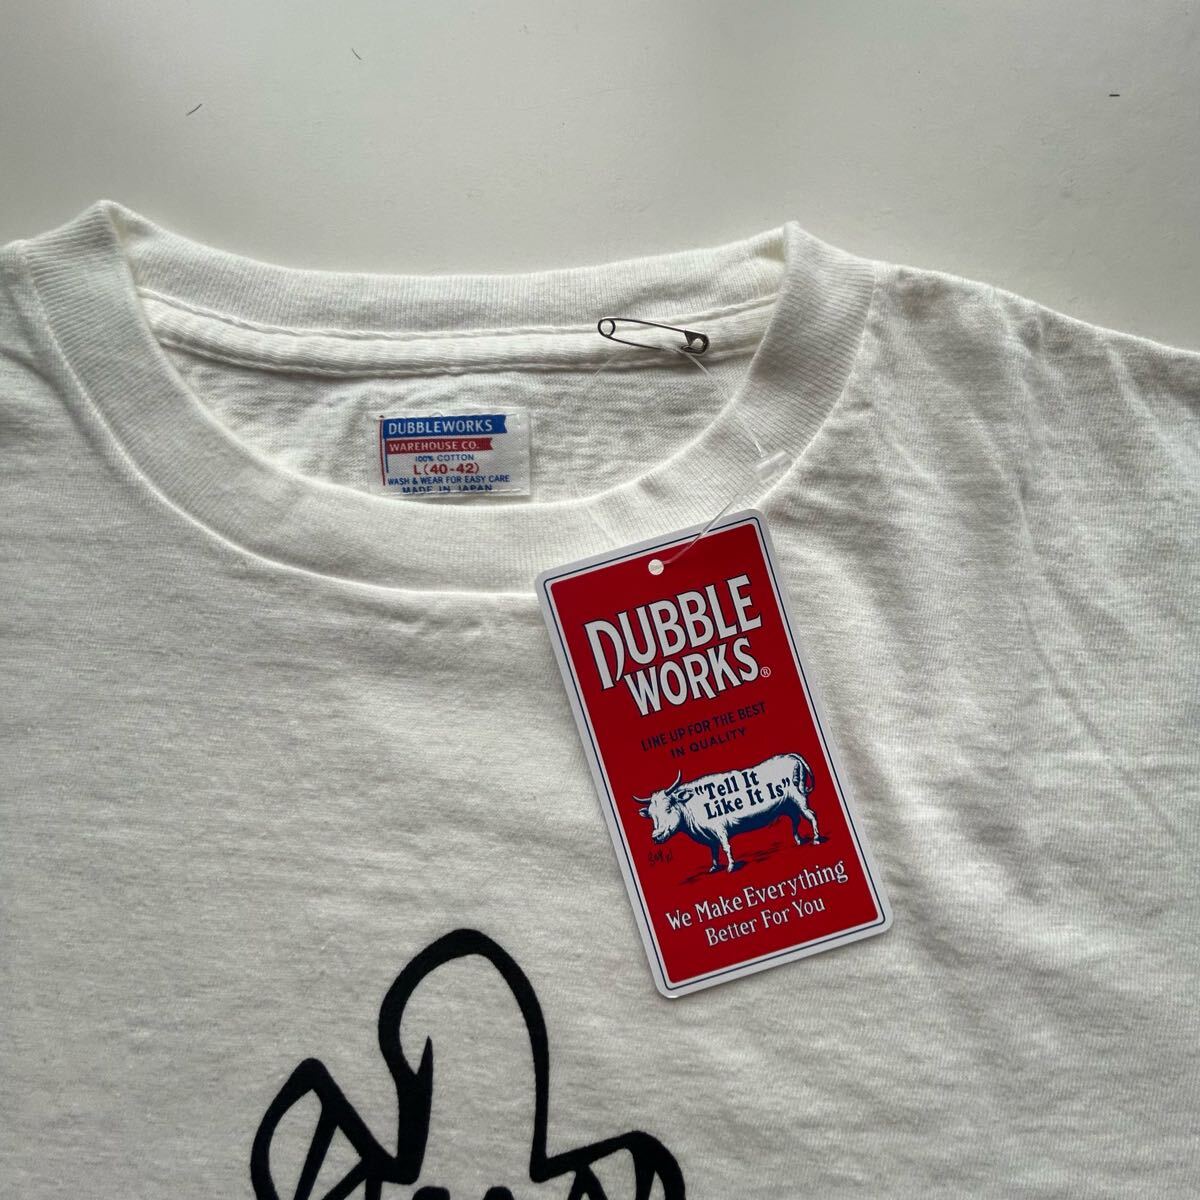 DUBBLEWORKS
WAREHOUSE CO.
100% COTTON
L(40-42)
WASH & WEAR FOR EASY CARE
MADE IN JAPAN
DUBBLE
WORKS®
LINE UP FOR THE BEST
IN QUALITY
"Tell It
Like It Is"
We Make Everything
Better For You